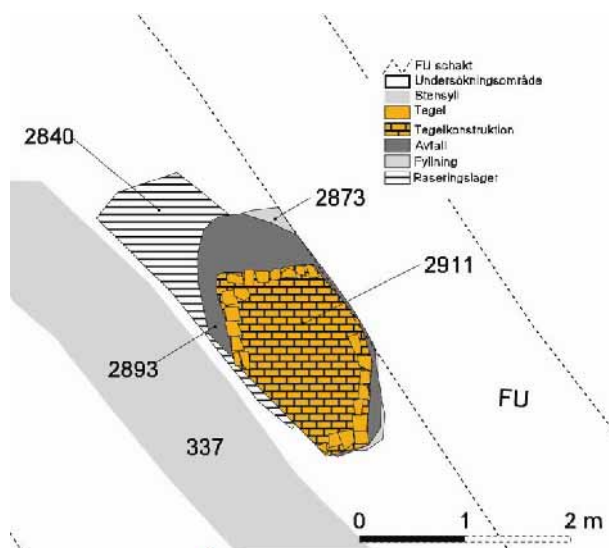 FU schakt
Undersökningsområde
Stensyll
Tegel
Tegelkonstruktion
Avfall
Fyllning
Raseringslager
2840
2873
2911
2893
337
FU
0 1 2 m